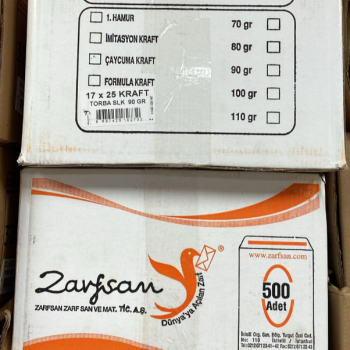 1. HAMUR
İMİTASYON KRAFT
ÇAYCUMA KRAFT
FORMULA KRAFT
70 gr
80 gr
90 gr
100 gr
110 gr
17 x 25 KRAFT
TORBA SLK 90 GR
Zarfsan
ZARFSAN ZARF SAN VE MAT. TİC. A.Ş.
Dünya'ya Açılan Zarf
®
www.zarfsan.com
500
Adet